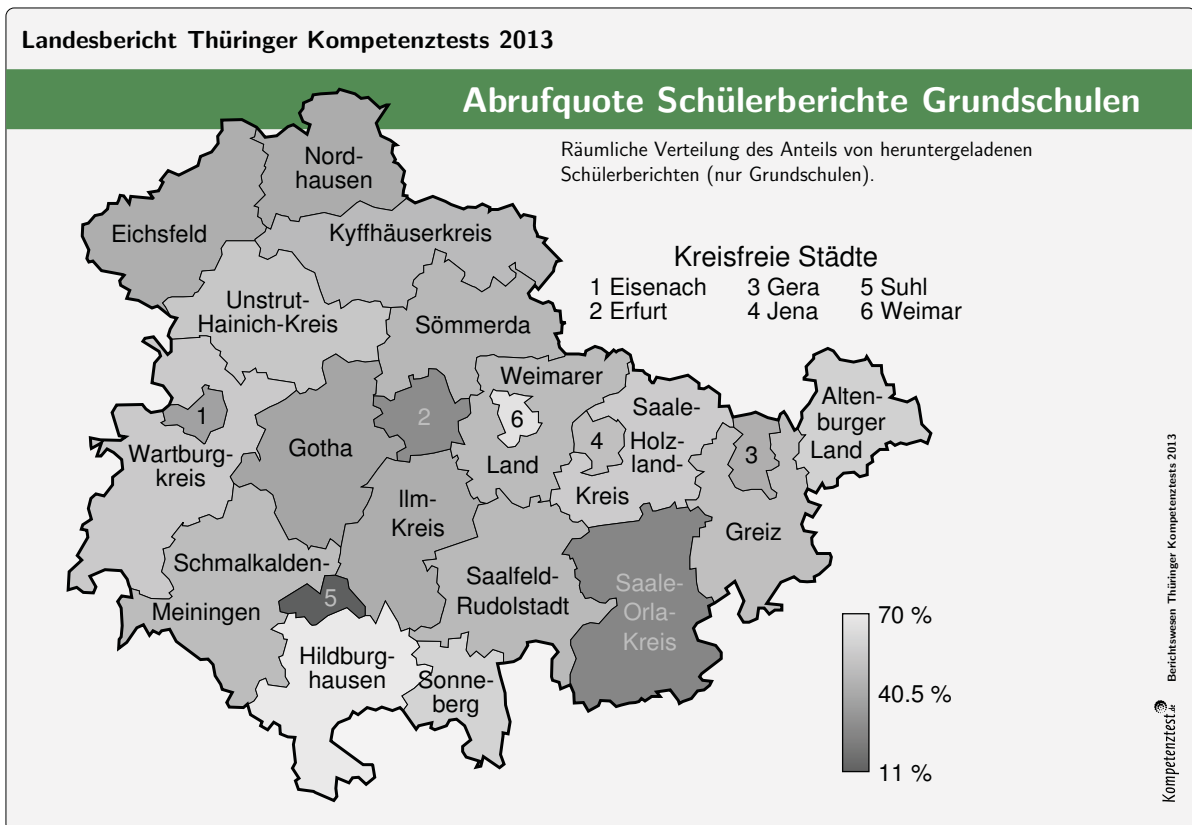 Landesbericht Thüringer Kompetenztests 2013
Abrufquote Schülerberichte Grundschulen
Räumliche Verteilung des Anteils von heruntergeladenen
Schülerberichten (nur Grundschulen).
Kreisfreie Städte
1 Eisenach 3 Gera 5 Suhl
2 Erfurt 4 Jena 6 Weimar
Nord-
hausen
Eichsfeld
Kyffhäuserkreis
Unstrut-
Hainich-Kreis
Sömmerda
Weimarer
Land
1
2
6
4
3
5
Saale-
Holzland-
Kreis
Alten-
burger
Land
Gotha
Wartburg-
kreis
Ilm-
Kreis
Greiz
Schmalkalden-
Meiningen
Saalfeld-
Rudolstadt
Saale-
Orla-
Kreis
Hildburg-
hausen
Sonne-
berg
70 %
40.5 %
11 %
Kompetenztest.de
Berichtswesen Thüringer Kompetenztests 2013